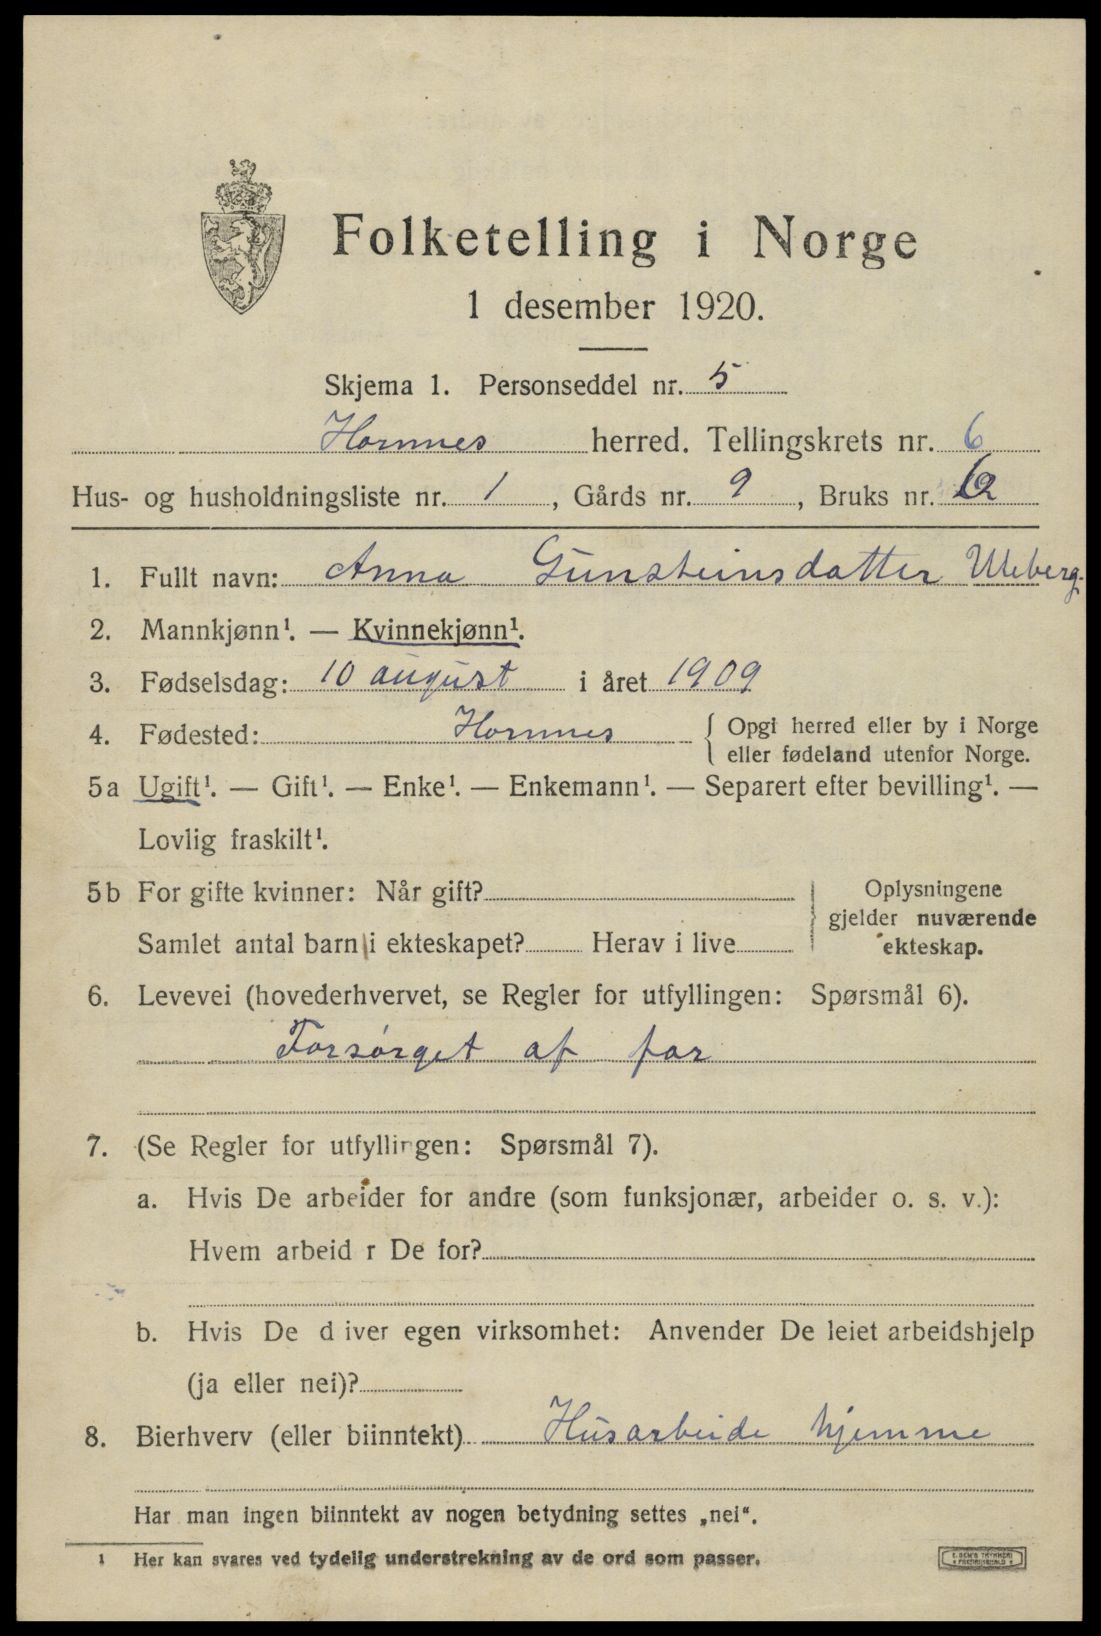 Folketelling i Norge
1 desember 1920.
Skjema 1. Personseddel nr. 5
Hornnes herred. Tellingskrets nr. 6
Hus- og husholdningsliste nr. 1, Gårds nr. 9, Bruks nr.
1. Fullt navn: Anna Gunsteinsdatter Uleberg.
2. Mannkjønn¹. — Kvinnekjønn¹.
3. Fødselsdag: 10 august i året 1909
4. Fødested: Hornnes { Opgi herred eller by i Norge
eller fødeland utenfor Norge.
5a Ugift¹. — Gift¹. — Enke¹. — Enkemann¹. — Separert efter bevilling¹. —
Lovlig fraskilt¹.
5b For gifte kvinner: Når gift? Oplysningene
gjelder nuværende
Samlet antal barn i ekteskapet? Herav i live ekteskap.
6. Levevei (hovederhvervet, se Regler for utfyllingen: Spørsmål 6).
Forsørget af far
7. (Se Regler for utfyllingen: Spørsmål 7).
a. Hvis De arbeider for andre (som funksjonær, arbeider o. s. v.):
Hvem arbeid r De for?
b. Hvis De d iver egen virksomhet: Anvender De leiet arbeidshjelp
(ja eller nei)?
8. Bierhverv (eller biinntekt) Husarbeide hjemme
Har man ingen biinntekt av nogen betydning settes „nei“.
¹ Her kan svares ved tydelig understrekning av de ord som passer.